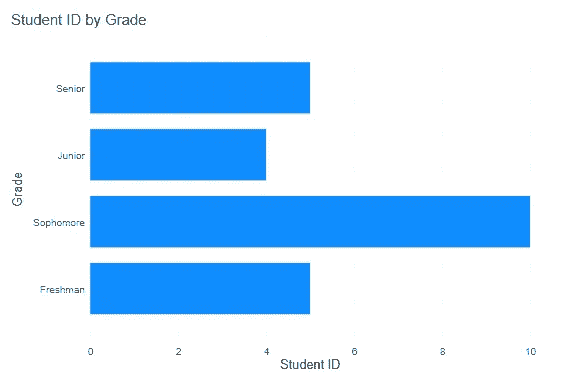 Student ID by Grade
Senior
Junior
Sophomore
Freshman
Grade
0 2 4 6 8 10
Student ID